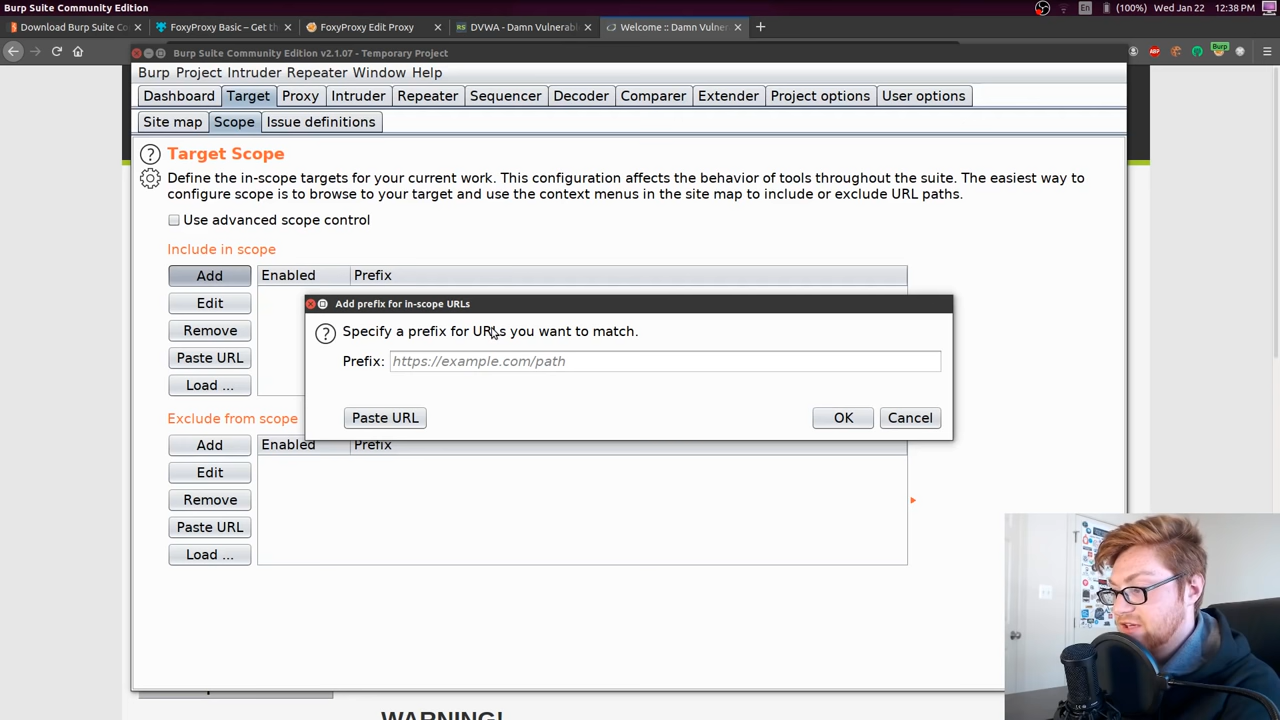 Burp Suite Community Edition
En (100%) Wed Jan 22 12:38 PM
Download Burp Suite Co × FoxyProxy Basic – Get th × FoxyProxy Edit Proxy × DVWA - Damn Vulnerabl × Welcome :: Damn Vulner × +
ABP Burp
Burp Suite Community Edition v2.1.07 - Temporary Project
Burp Project Intruder Repeater Window Help
Dashboard Target Proxy Intruder Repeater Sequencer Decoder Comparer Extender Project options User options
Site map Scope Issue definitions
? Target Scope
Define the in-scope targets for your current work. This configuration affects the behavior of tools throughout the suite. The easiest way to
configure scope is to browse to your target and use the context menus in the site map to include or exclude URL paths.
Use advanced scope control
Include in scope
Add Enabled Prefix
Edit
Remove
Paste URL
Load ...
Add prefix for in-scope URLs
? Specify a prefix for URLs you want to match.
Prefix: https://example.com/path
Paste URL OK Cancel
Exclude from scope
Add Enabled Prefix
Edit
Remove
Paste URL
Load ...
WARNING!